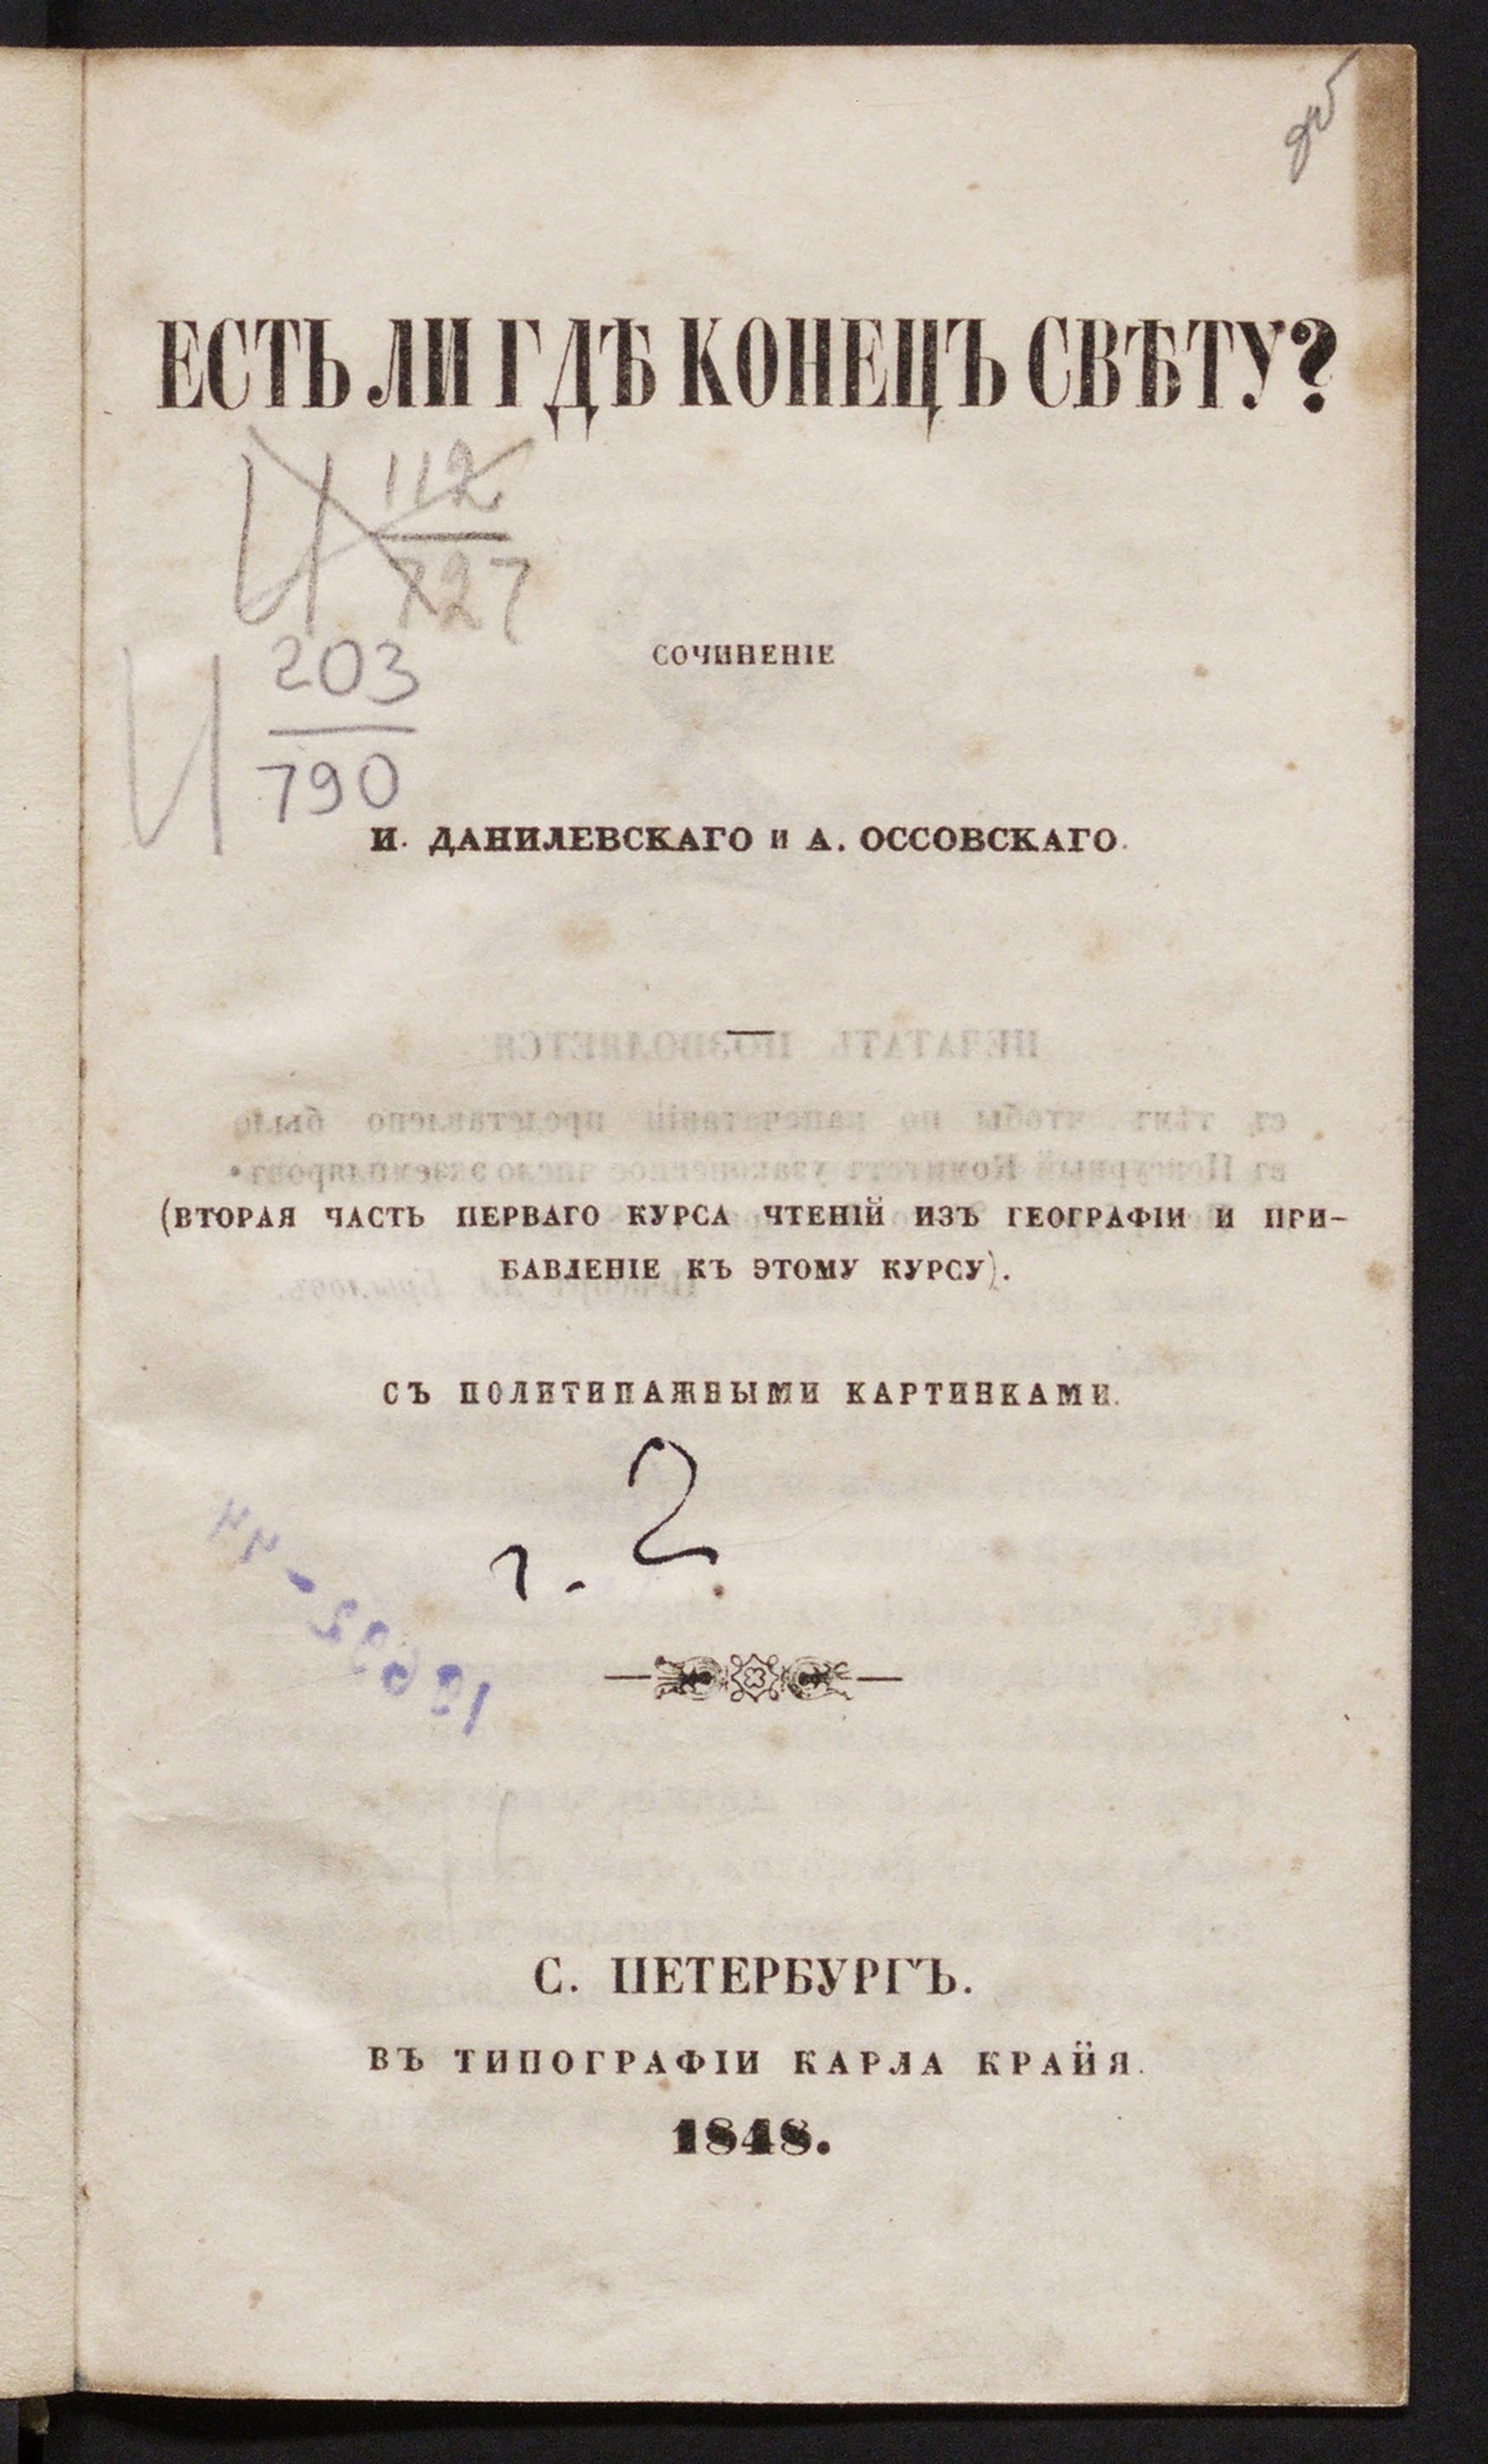 ЕСТЬ ЛИ ГДѢ КОНЕЦЪ СВѢТУ?
И 112
727
И 203
790
СОЧИНЕНІЕ
И. ДАНИЛЕВСКАГО и А. ОССОВСКАГО.
(ВТОРАЯ ЧАСТЬ ПЕРВАГО КУРСА ЧТЕНІЙ ИЗЪ ГЕОГРАФІИ И ПРИ-
БАВЛЕНІЕ КЪ ЭТОМУ КУРСУ).
СЪ ПОЛИТИПАЖНЫМИ КАРТИНКАМИ.
ч. 2
С. ПЕТЕРБУРГЪ.
ВЪ ТИПОГРАФІИ КАРЛА КРАЙЯ.
1848.